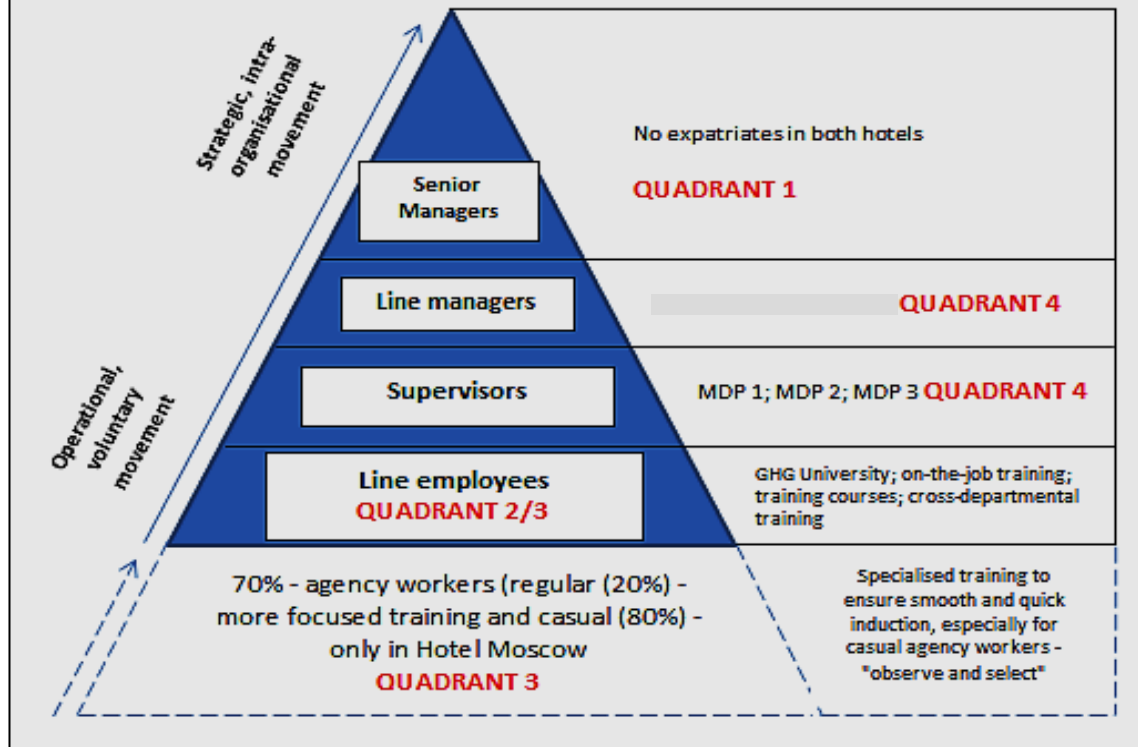 Strategic, intra-
organisational
movement
Operational,
voluntary
movement
No expatriates in both hotels
QUADRANT 1
Senior
Managers
Line managers
QUADRANT 4
Supervisors
MDP 1; MDP 2; MDP 3 QUADRANT 4
Line employees
QUADRANT 2/3
GHG University; on-the-job training;
training courses; cross-departmental
training
70% - agency workers (regular (20%) -
more focused training and casual (80%) -
only in Hotel Moscow
QUADRANT 3
Specialised training to
ensure smooth and quick
induction, especially for
casual agency workers -
"observe and select"